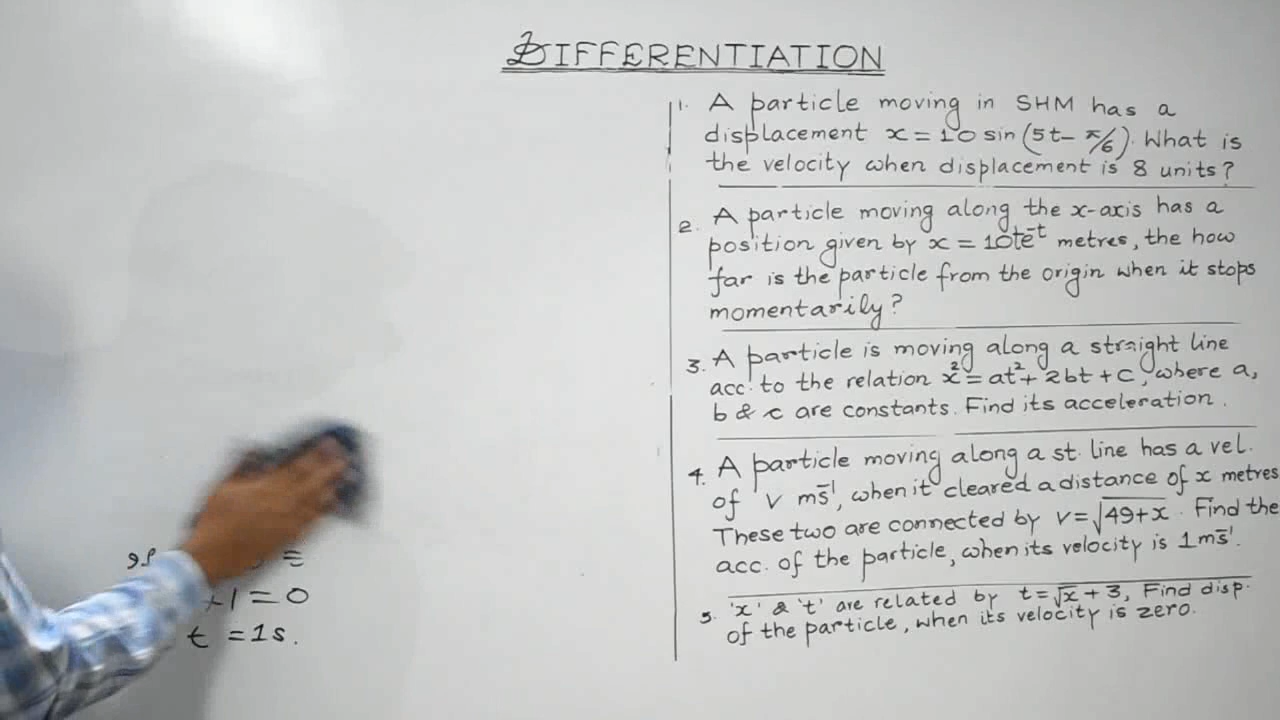 DIFFERENTIATION
1. A particle moving in SHM has a
displacement x = 10 sin (5t - π/6). What is
the velocity when displacement is 8 units?
2. A particle moving along the x-axis has a
position given by x = 10te⁻ᵗ metres, the how
far is the particle from the origin when it stops
momentarily?
3. A particle is moving along a straight line
acc. to the relation x² = at² + 2bt + c, where a,
b & c are constants. Find its acceleration.
4. A particle moving along a st. line has a vel.
of V ms⁻¹, when it cleared a distance of x metres
These two are connected by v = √(49+x). Find the
acc. of the particle, when its velocity is 1 ms⁻¹.
5. 'x' & 't' are related by t = √x + 3, Find disp.
of the particle, when its velocity is zero.
=
+1 = 0
t = 1s.